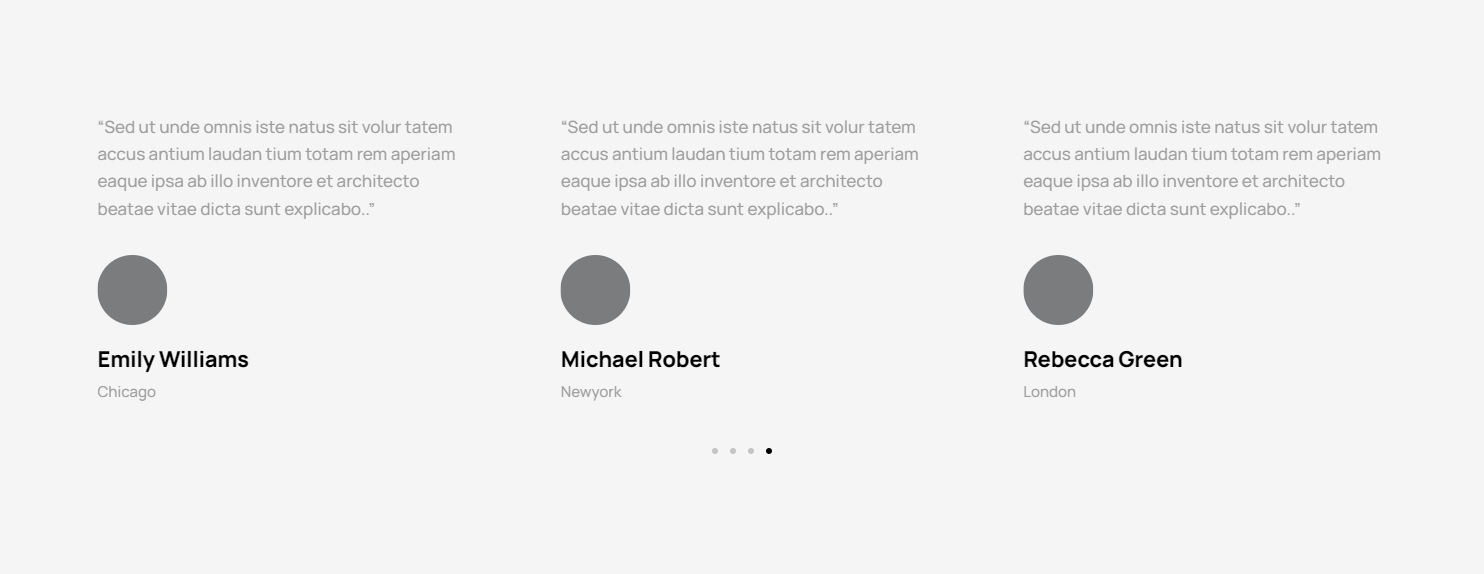 “Sed ut unde omnis iste natus sit volur tatem
accus antium laudan tium totam rem aperiam
eaque ipsa ab illo inventore et architecto
beatae vitae dicta sunt explicabo..”
Emily Williams
Chicago
“Sed ut unde omnis iste natus sit volur tatem
accus antium laudan tium totam rem aperiam
eaque ipsa ab illo inventore et architecto
beatae vitae dicta sunt explicabo..”
Michael Robert
Newyork
“Sed ut unde omnis iste natus sit volur tatem
accus antium laudan tium totam rem aperiam
eaque ipsa ab illo inventore et architecto
beatae vitae dicta sunt explicabo..”
Rebecca Green
London